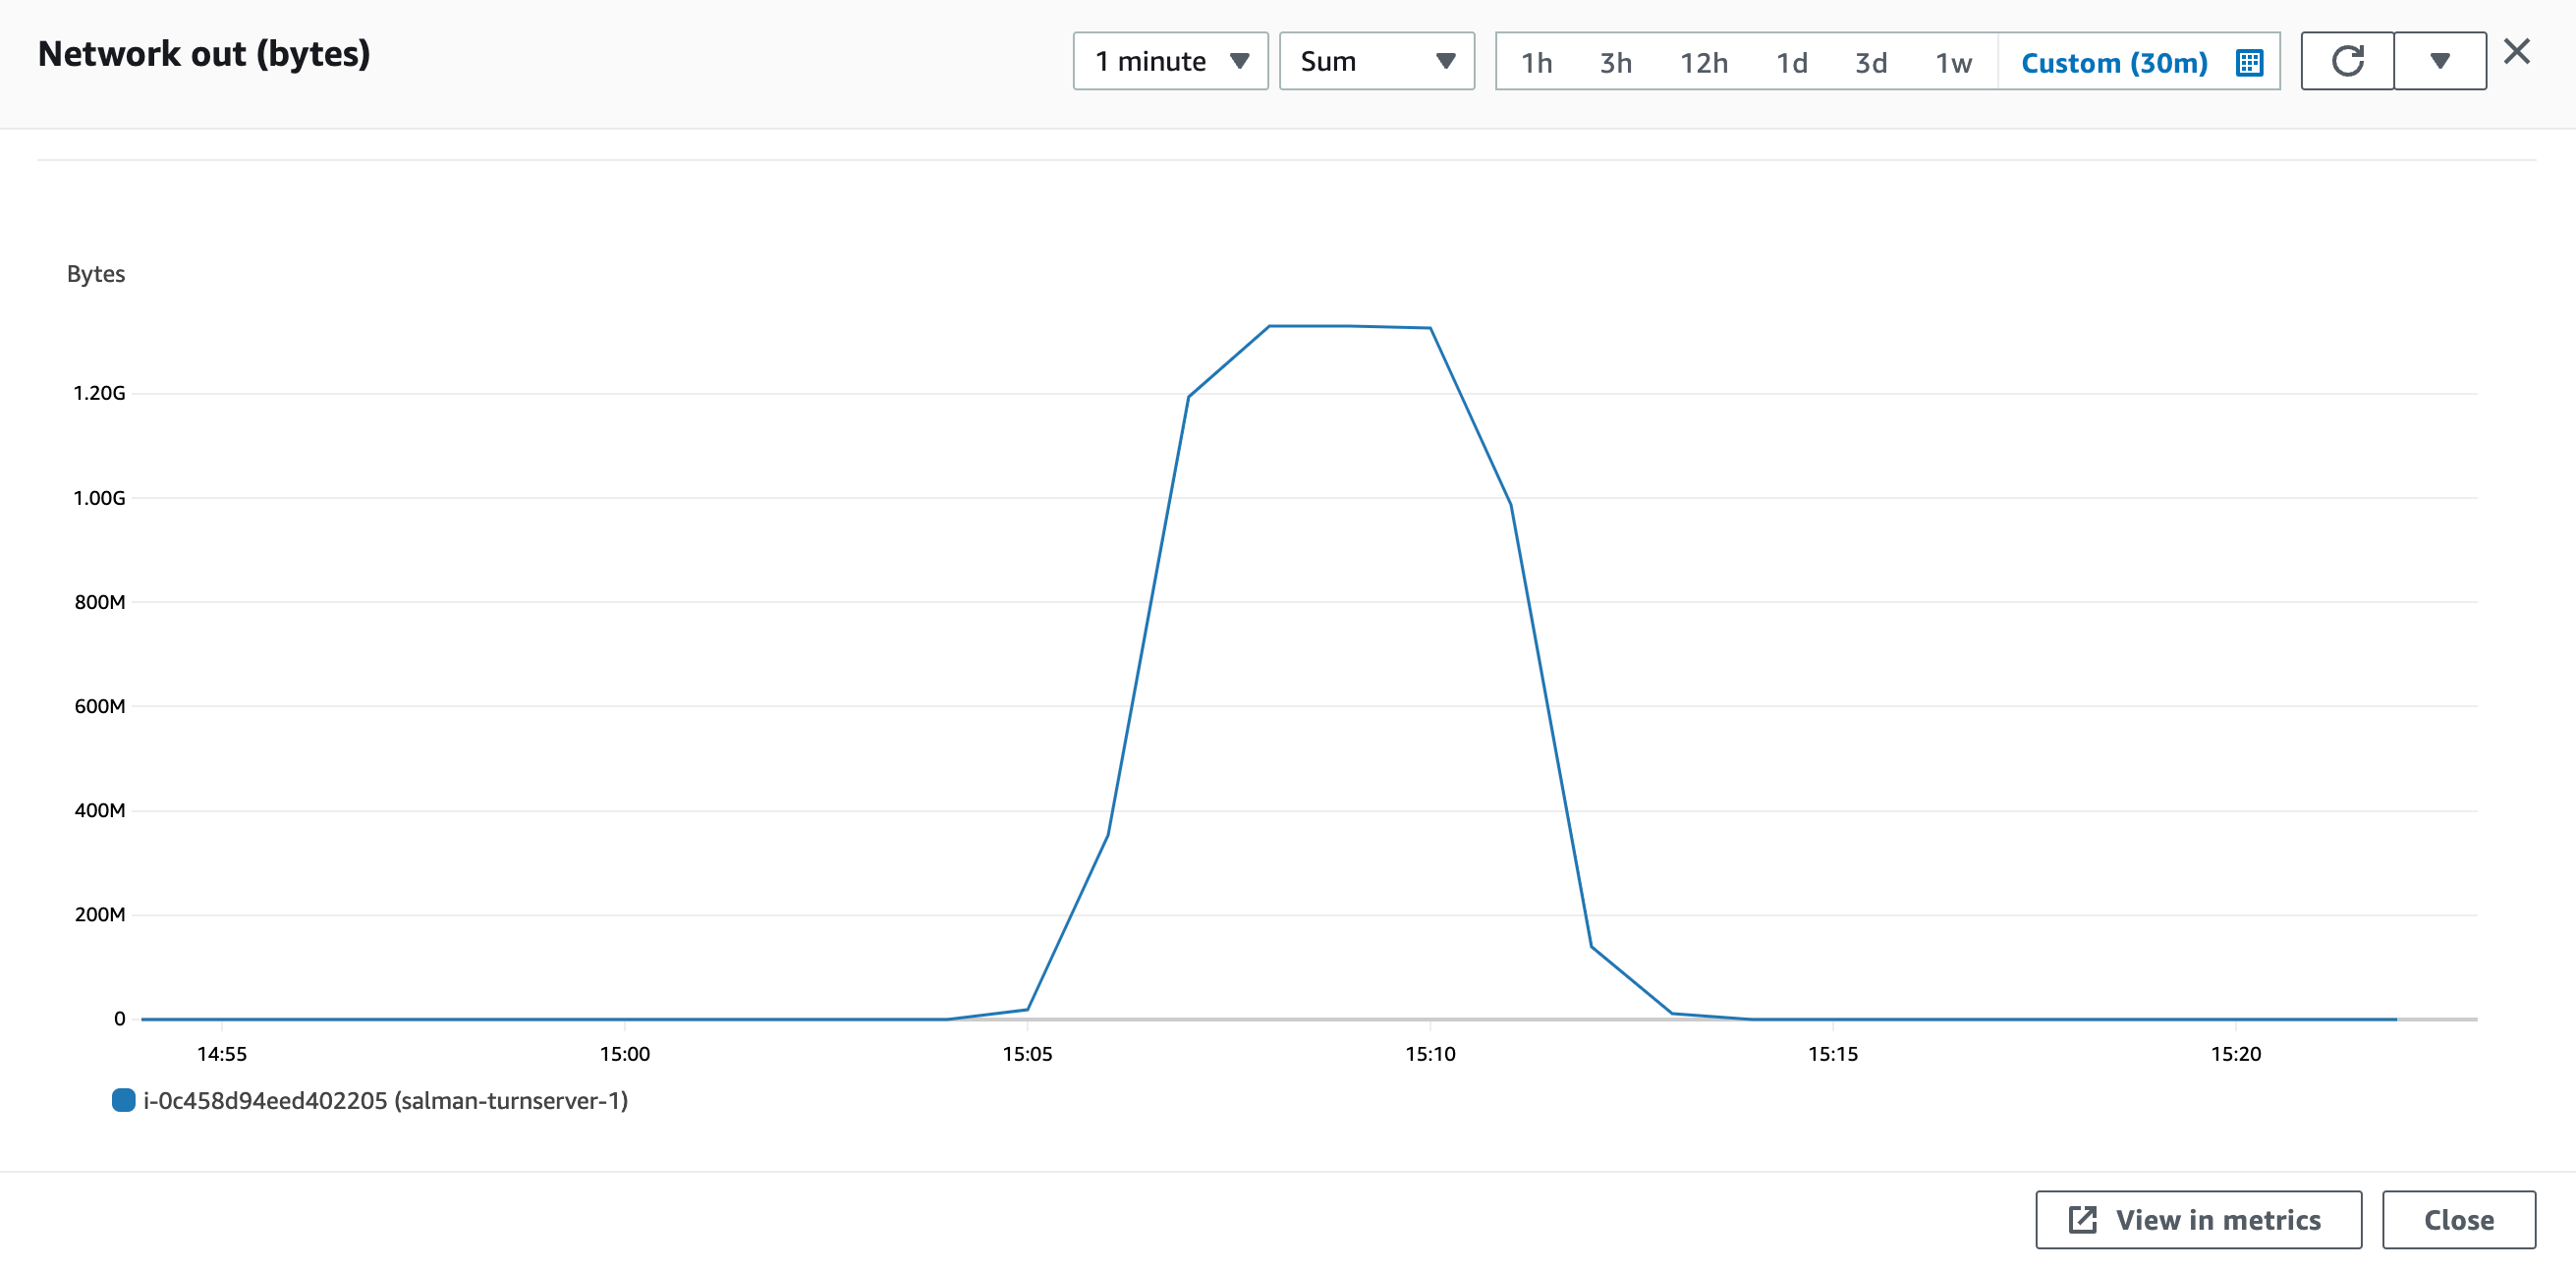 Network out (bytes)
1 minute
Sum
1h 3h 12h 1d 3d 1w Custom (30m)
Bytes
1.20G
1.00G
800M
600M
400M
200M
0
14:55 15:00 15:05 15:10 15:15 15:20
i-0c458d94eed402205 (salman-turnserver-1)
View in metrics
Close